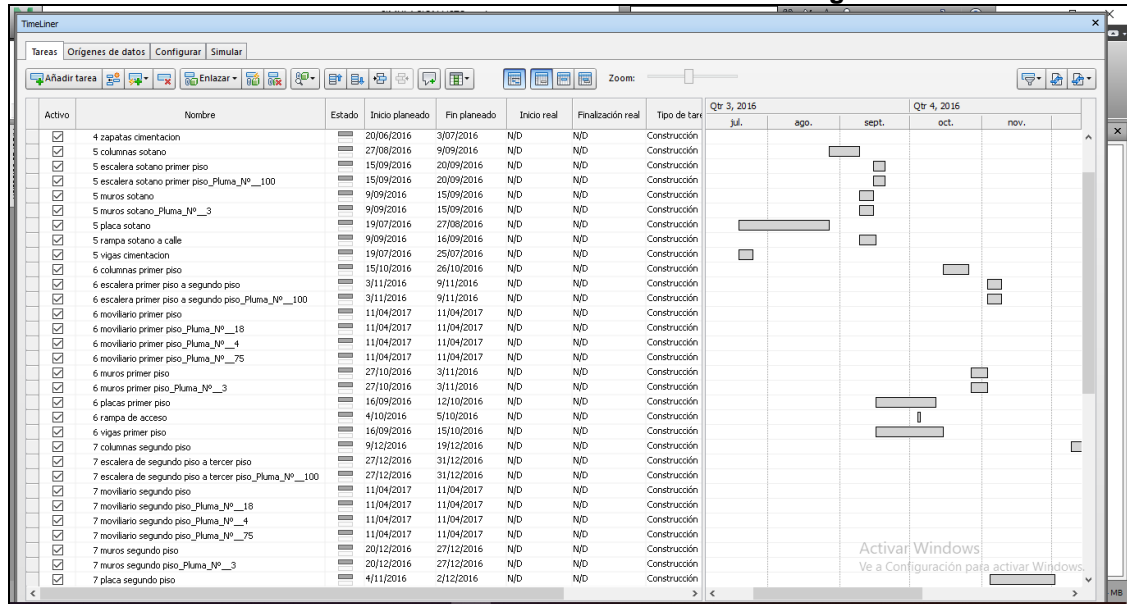 TimeLiner
Tareas Orígenes de datos Configurar Simular
Añadir tarea Enlazar Zoom:
Activo Nombre Estado Inicio planeado Fin planeado Inicio real Finalización real Tipo de tare
Qtr 3, 2016 Qtr 4, 2016
jul. ago. sept. oct. nov.
4 zapatas cimentacion 20/06/2016 3/07/2016 N/D N/D Construcción
5 columnas sotano 27/08/2016 9/09/2016 N/D N/D Construcción
5 escalera sotano primer piso 15/09/2016 20/09/2016 N/D N/D Construcción
5 escalera sotano primer piso_Pluma_Nº__100 15/09/2016 20/09/2016 N/D N/D Construcción
5 muros sotano 9/09/2016 15/09/2016 N/D N/D Construcción
5 muros sotano_Pluma_Nº__3 9/09/2016 15/09/2016 N/D N/D Construcción
5 placa sotano 19/07/2016 27/08/2016 N/D N/D Construcción
5 rampa sotano a calle 9/09/2016 16/09/2016 N/D N/D Construcción
5 vigas cimentacion 19/07/2016 25/07/2016 N/D N/D Construcción
6 columnas primer piso 15/10/2016 26/10/2016 N/D N/D Construcción
6 escalera primer piso a segundo piso 3/11/2016 9/11/2016 N/D N/D Construcción
6 escalera primer piso a segundo piso_Pluma_Nº__100 3/11/2016 9/11/2016 N/D N/D Construcción
6 moviliario primer piso 11/04/2017 11/04/2017 N/D N/D Construcción
6 moviliario primer piso_Pluma_Nº__18 11/04/2017 11/04/2017 N/D N/D Construcción
6 moviliario primer piso_Pluma_Nº__4 11/04/2017 11/04/2017 N/D N/D Construcción
6 moviliario primer piso_Pluma_Nº__75 11/04/2017 11/04/2017 N/D N/D Construcción
6 muros primer piso 27/10/2016 3/11/2016 N/D N/D Construcción
6 muros primer piso_Pluma_Nº__3 27/10/2016 3/11/2016 N/D N/D Construcción
6 placas primer piso 16/09/2016 12/10/2016 N/D N/D Construcción
6 rampa de acceso 4/10/2016 5/10/2016 N/D N/D Construcción
6 vigas primer piso 16/09/2016 15/10/2016 N/D N/D Construcción
7 columnas segundo piso 9/12/2016 19/12/2016 N/D N/D Construcción
7 escalera de segundo piso a tercer piso 27/12/2016 31/12/2016 N/D N/D Construcción
7 escalera de segundo piso a tercer piso_Pluma_Nº__100 27/12/2016 31/12/2016 N/D N/D Construcción
7 moviliario segundo piso 11/04/2017 11/04/2017 N/D N/D Construcción
7 moviliario segundo piso_Pluma_Nº__18 11/04/2017 11/04/2017 N/D N/D Construcción
7 moviliario segundo piso_Pluma_Nº__4 11/04/2017 11/04/2017 N/D N/D Construcción
7 moviliario segundo piso_Pluma_Nº__75 11/04/2017 11/04/2017 N/D N/D Construcción
7 muros segundo piso 20/12/2016 27/12/2016 N/D N/D Construcción
7 muros segundo piso_Pluma_Nº__3 20/12/2016 27/12/2016 N/D N/D Construcción
7 placa segundo piso 4/11/2016 2/12/2016 N/D N/D Construcción
Activar Windows
Ve a Configuración para activar Windows.
MB